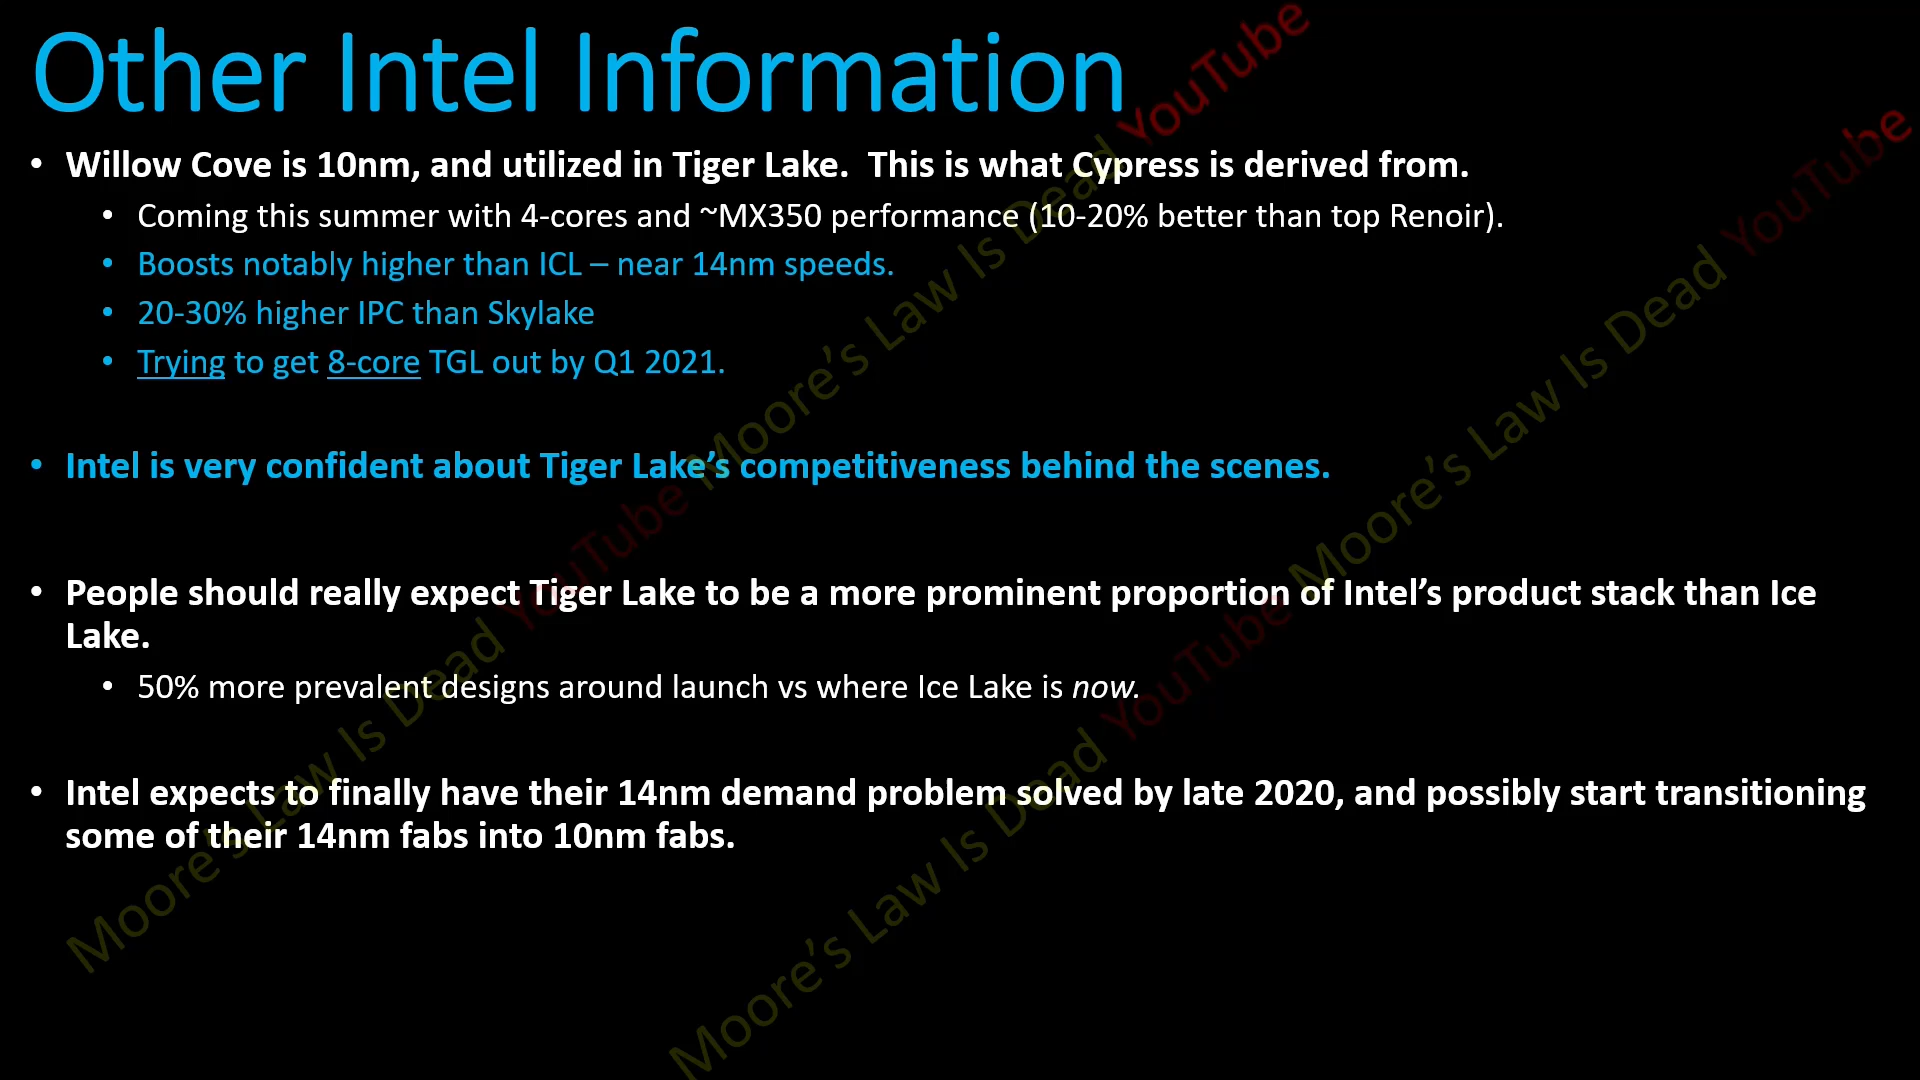 Other Intel Information
• Willow Cove is 10nm, and utilized in Tiger Lake.  This is what Cypress is derived from.
• Coming this summer with 4-cores and ~MX350 performance (10-20% better than top Renoir).
• Boosts notably higher than ICL – near 14nm speeds.
• 20-30% higher IPC than Skylake
• Trying to get 8-core TGL out by Q1 2021.
• Intel is very confident about Tiger Lake’s competitiveness behind the scenes.
• People should really expect Tiger Lake to be a more prominent proportion of Intel’s product stack than Ice
Lake.
• 50% more prevalent designs around launch vs where Ice Lake is now.
• Intel expects to finally have their 14nm demand problem solved by late 2020, and possibly start transitioning
some of their 14nm fabs into 10nm fabs.
Moore’s Law Is Dead YouTube Moore’s Law Is Dead YouTube
Moore’s Law Is Dead YouTube Moore’s Law Is Dead YouTube